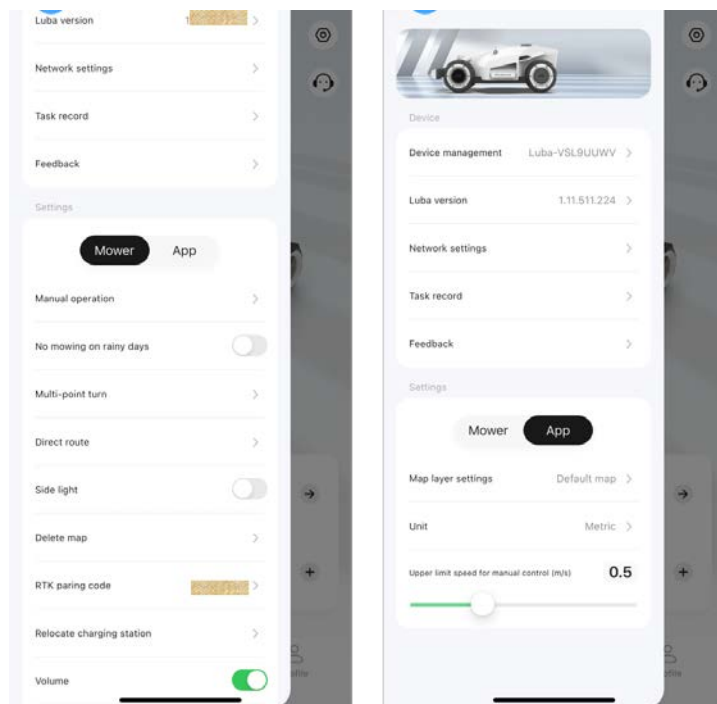 Luba version
Network settings
Task record
Feedback
Settings
Mower App
Manual operation
No mowing on rainy days
Multi-point turn
Direct route
Side light
Delete map
RTK paring code
Relocate charging station
Volume
Device
Device management Luba-VSL9UUWV
Luba version 1.11.511.224
Network settings
Task record
Feedback
Settings
Mower App
Map layer settings Default map
Unit Metric
Upper limit speed for manual control (m/s) 0.5